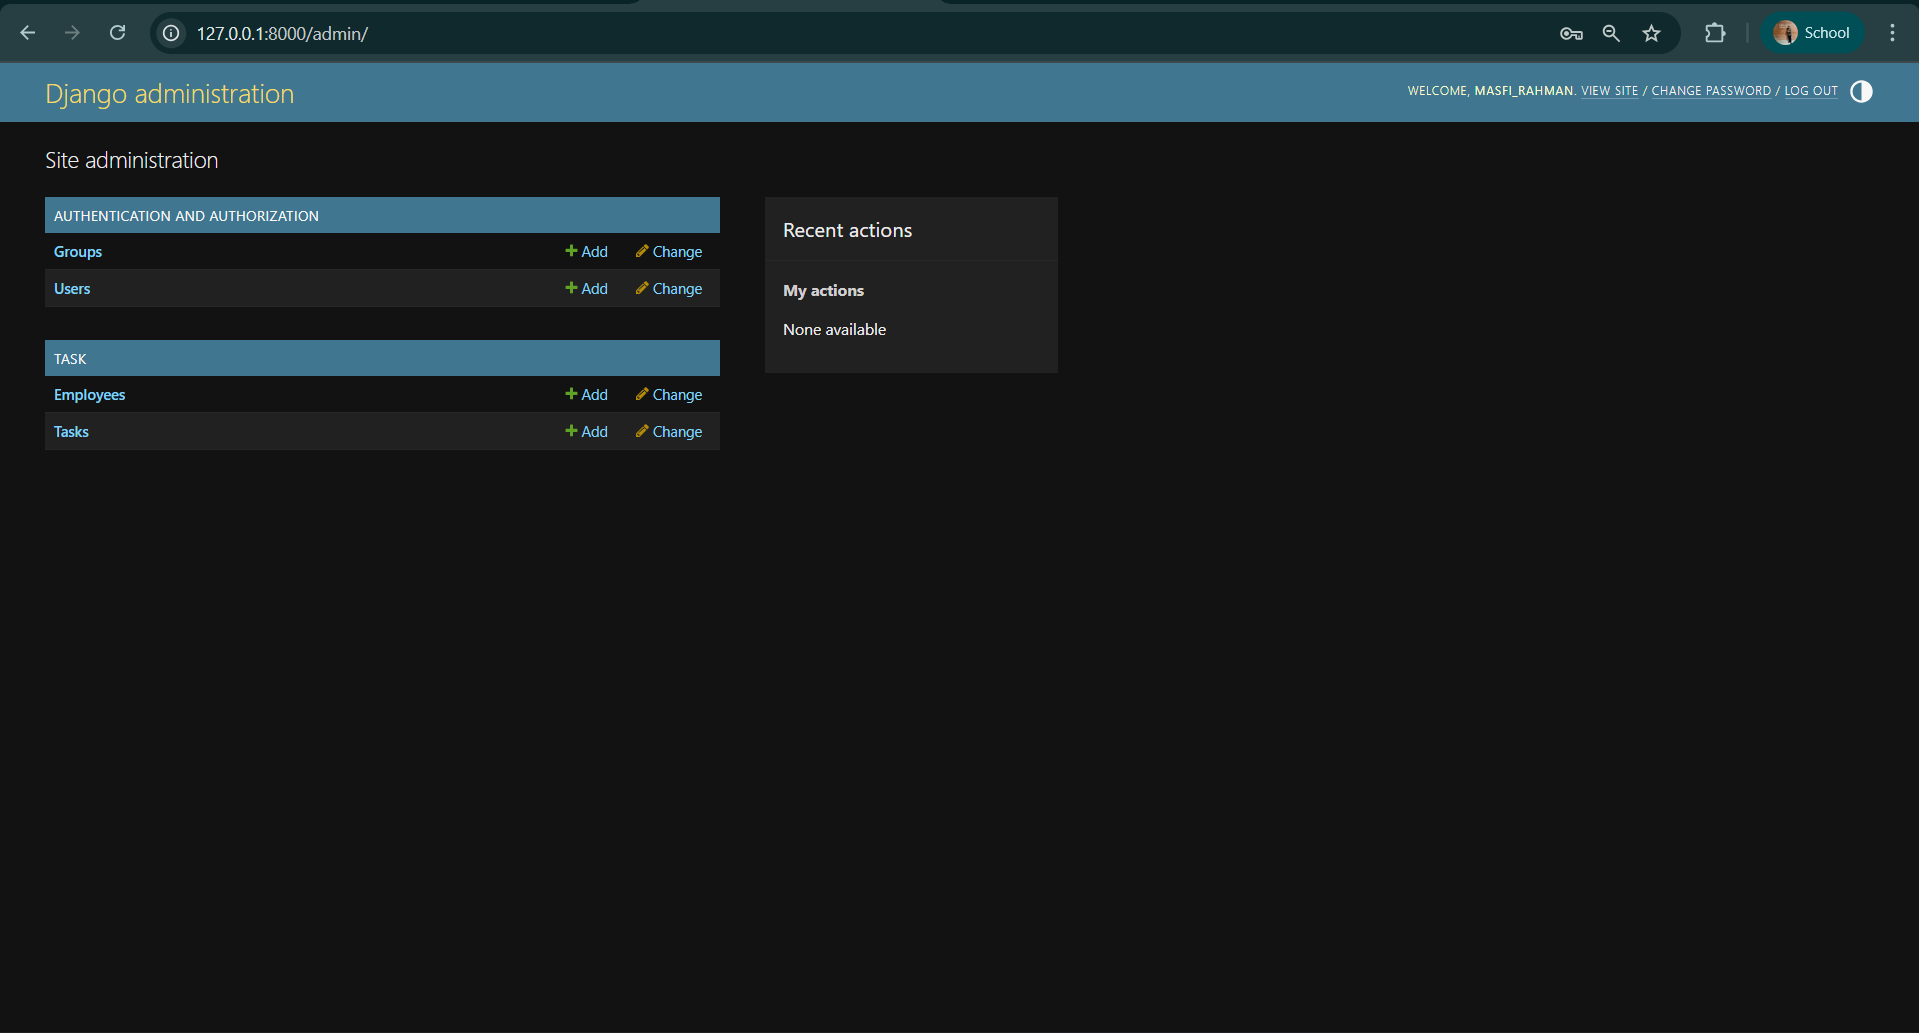 127.0.0.1:8000/admin/
School
Django administration
WELCOME, MASFI_RAHMAN. VIEW SITE / CHANGE PASSWORD / LOG OUT
Site administration
AUTHENTICATION AND AUTHORIZATION
Groups Add Change
Users Add Change
TASK
Employees Add Change
Tasks Add Change
Recent actions
My actions
None available